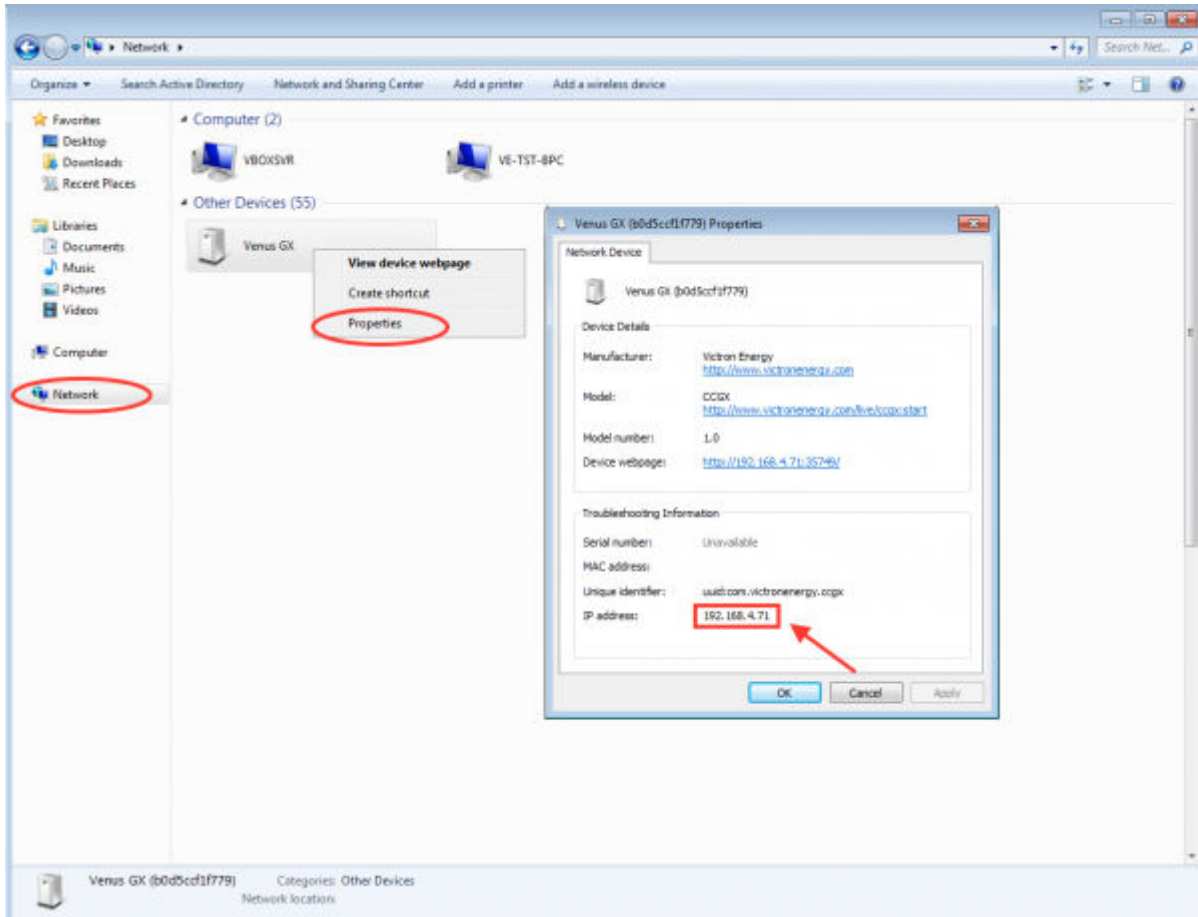 Network
Search Net...
Organize
Search Active Directory
Network and Sharing Center
Add a printer
Add a wireless device
Favorites
Desktop
Downloads
Recent Places
Libraries
Documents
Music
Pictures
Videos
Computer
Network
Computer (2)
VBOXSVR
VE-TST-8PC
Other Devices (55)
Venus GX
View device webpage
Create shortcut
Properties
Venus GX (b0d5ccf1f779) Properties
Network Device
Venus GX (b0d5ccf1f779)
Device Details
Manufacturer: Victron Energy
http://www.victronenergy.com
Model: CCGX
http://www.victronenergy.com/live/ccgx:start
Model number: 1.0
Device webpage: http://192.168.4.71:35749/
Troubleshooting Information
Serial number: Unavailable
MAC address:
Unique identifier: uuid:com.victronenergy.ccgx
IP address: 192.168.4.71
OK
Cancel
Apply
Venus GX (b0d5ccf1f779)
Categories: Other Devices
Network location: